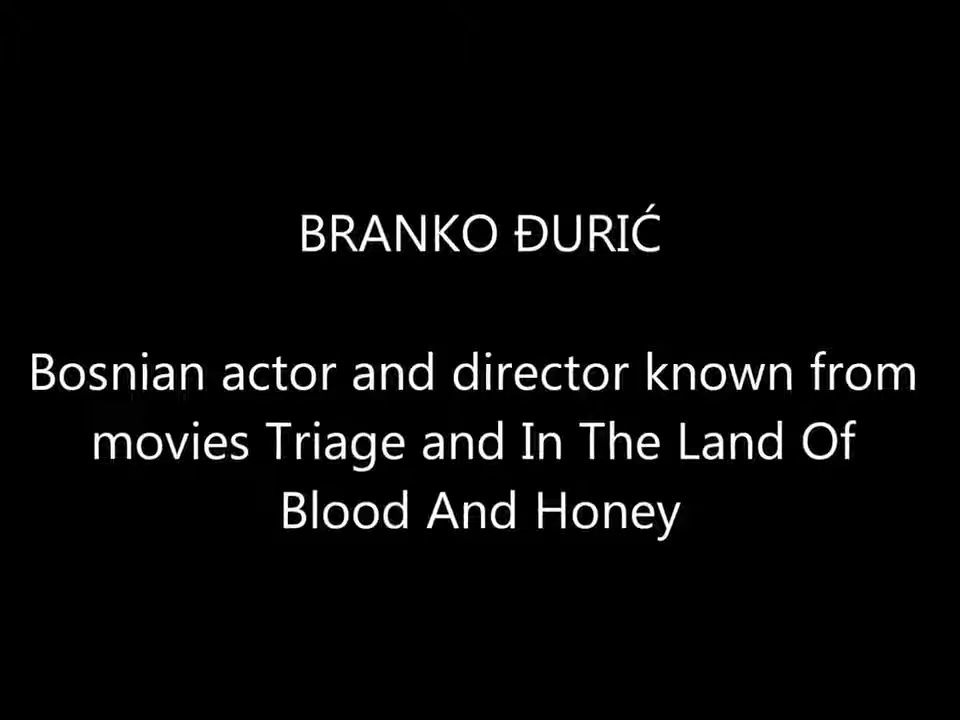 BRANKO ĐURIĆ
Bosnian actor and director known from
movies Triage and In The Land Of
Blood And Honey